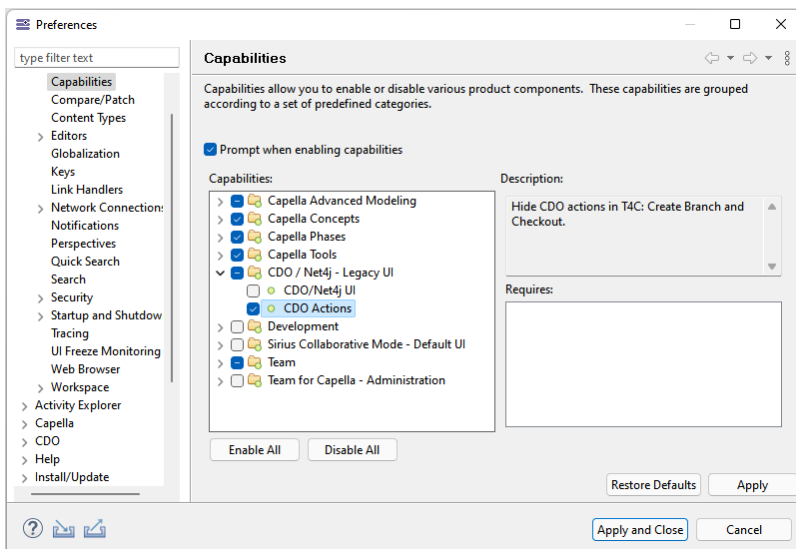 Preferences
type filter text
Capabilities
Compare/Patch
Content Types
Editors
Globalization
Keys
Link Handlers
Network Connection
Notifications
Perspectives
Quick Search
Search
Security
Startup and Shutdow
Tracing
UI Freeze Monitoring
Web Browser
Workspace
Activity Explorer
Capella
CDO
Help
Install/Update
Capabilities
Capabilities allow you to enable or disable various product components. These capabilities are grouped
according to a set of predefined categories.
Prompt when enabling capabilities
Capabilities:
Capella Advanced Modeling
Capella Concepts
Capella Phases
Capella Tools
CDO / Net4j - Legacy UI
CDO/Net4j UI
CDO Actions
Development
Sirius Collaborative Mode - Default UI
Team
Team for Capella - Administration
Description:
Hide CDO actions in T4C: Create Branch and
Checkout.
Requires:
Enable All
Disable All
Restore Defaults
Apply
?
Apply and Close
Cancel